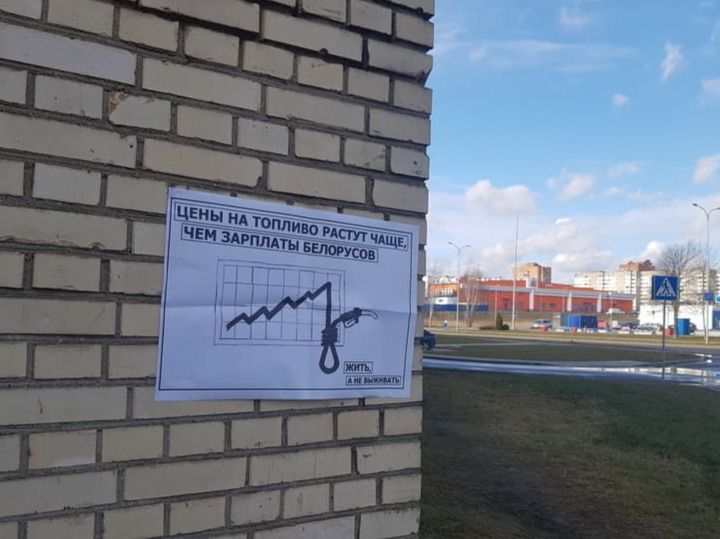 ЦЕНЫ НА ТОПЛИВО РАСТУТ ЧАЩЕ,
ЧЕМ ЗАРПЛАТЫ БЕЛОРУСОВ
ЖИТЬ,
А НЕ ВЫЖИВАТЬ